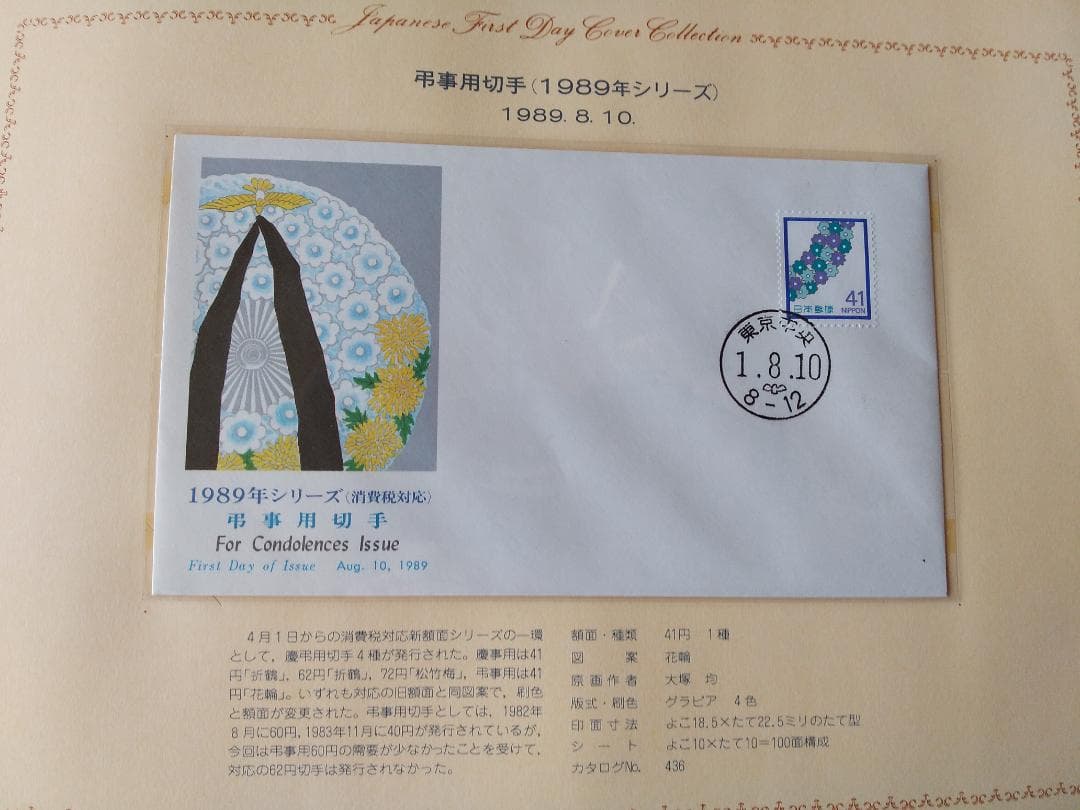 Japanese First Day Cover Collection
弔事用切手(1989年シリーズ)
1989. 8. 10.
日本郵便
41
NIPPON
東京中央
1.8.10
8-12
1989年シリーズ(消費税対応)
弔事用切手
For Condolences Issue
First Day of Issue Aug. 10, 1989
4月1日からの消費税対応新額面シリーズの一環
として,慶弔用切手4種が発行された。慶事用は41
円「折鶴」,62円「折鶴」,72円「松竹梅」,弔事用は41
円「花輪」。いずれも対応の旧額面と同図案で,刷色
と額面が変更された。弔事用切手としては,1982年
8月に60円,1983年11月に40円が発行されているが,
今回は弔事用60円の需要が少なかったことを受けて,
対応の62円切手は発行されなかった。
額面・種類 41円 1種
図案 花輪
原画作者 大塚 均
版式・刷色 グラビア 4色
印面寸法 よこ18.5×たて22.5ミリのたて型
シート よこ10×たて10=100面構成
カタログNo. 436